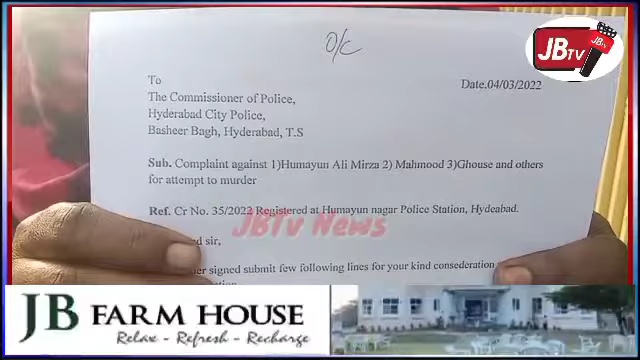 O/C
JBTV
JBTv
To
Date.04/03/2022
The Commissioner of Police,
Hyderabad City Police,
Basheer Bagh, Hyderabad, T.S
Sub. Complaint against 1)Humayun Ali Mirza 2) Mahmood 3)Ghouse and others
for attempt to murder
Ref. Cr No. 35/2022 Registered at Humayun nagar Police Station, Hydeabad.
JBTv News
sir,
signed submit few following lines for your kind consederation
JB FARM HOUSE
Relax - Refresh - Recharge